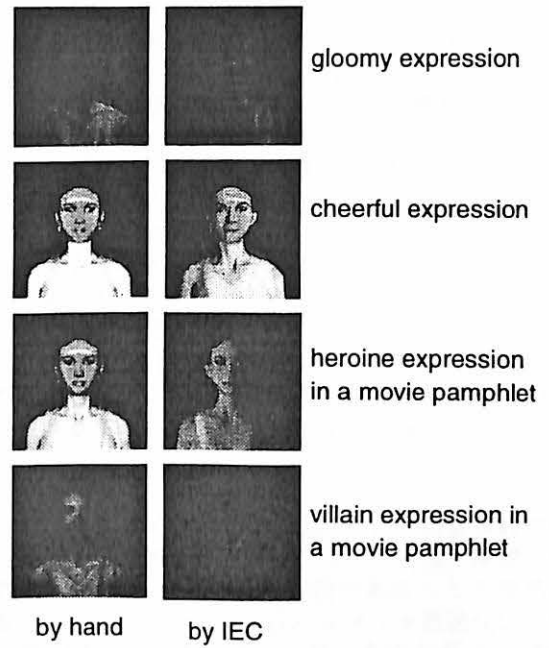 gloomy expression
cheerful expression
heroine expression
in a movie pamphlet
villain expression in
a movie pamphlet
by hand
by IEC